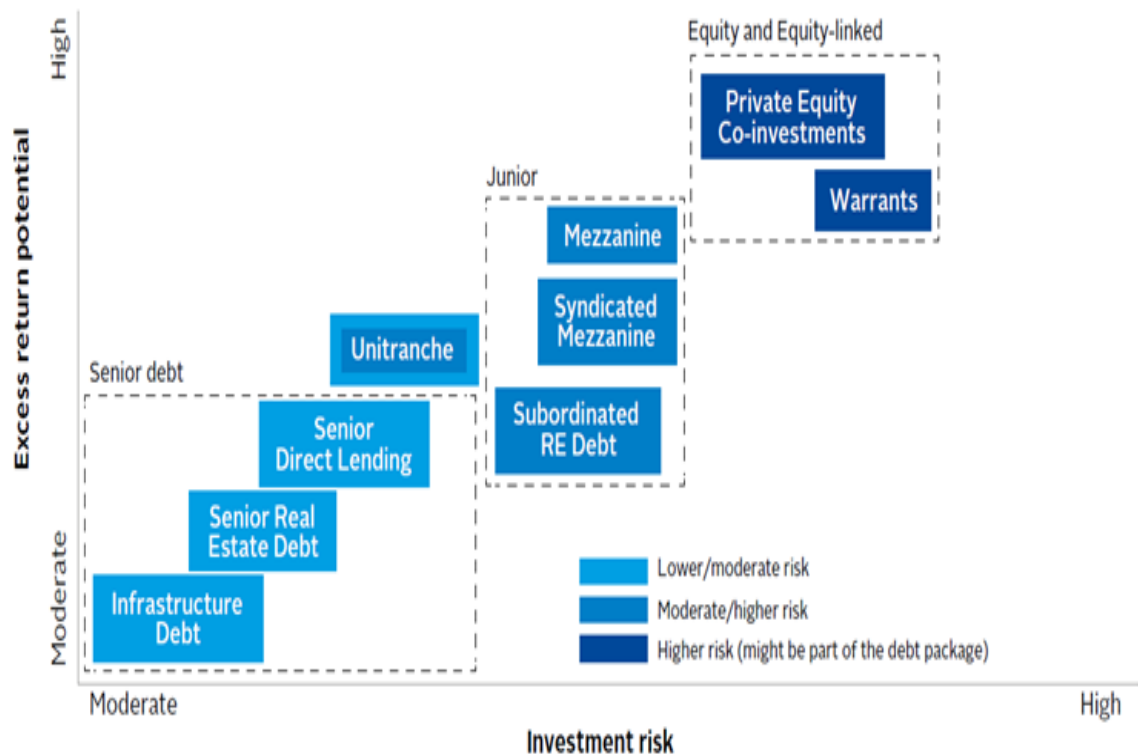 High
Equity and Equity-linked
Private Equity
Co-investments
Warrants
Junior
Mezzanine
Syndicated
Mezzanine
Subordinated
RE Debt
Unitranche
Senior debt
Senior
Direct Lending
Senior Real
Estate Debt
Infrastructure
Debt
Excess return potential
Moderate
Lower/moderate risk
Moderate/higher risk
Higher risk (might be part of the debt package)
Moderate
High
Investment risk